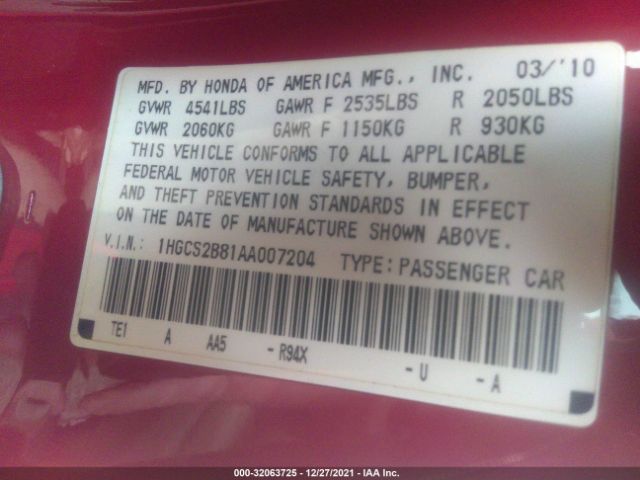 MFD. BY HONDA OF AMERICA MFG., INC. 03/'10
GVWR 4541LBS GAWR F 2535LBS R 2050LBS
GVWR 2060KG GAWR F 1150KG R 930KG
THIS VEHICLE CONFORMS TO ALL APPLICABLE
FEDERAL MOTOR VEHICLE SAFETY, BUMPER,
AND THEFT PREVENTION STANDARDS IN EFFECT
ON THE DATE OF MANUFACTURE SHOWN ABOVE.
V.I.N.: 1HGCS2B81AA007204 TYPE: PASSENGER CAR
TE1 A AA5 - R94X - U - A
000-32063725 - 12/27/2021 - IAA Inc.